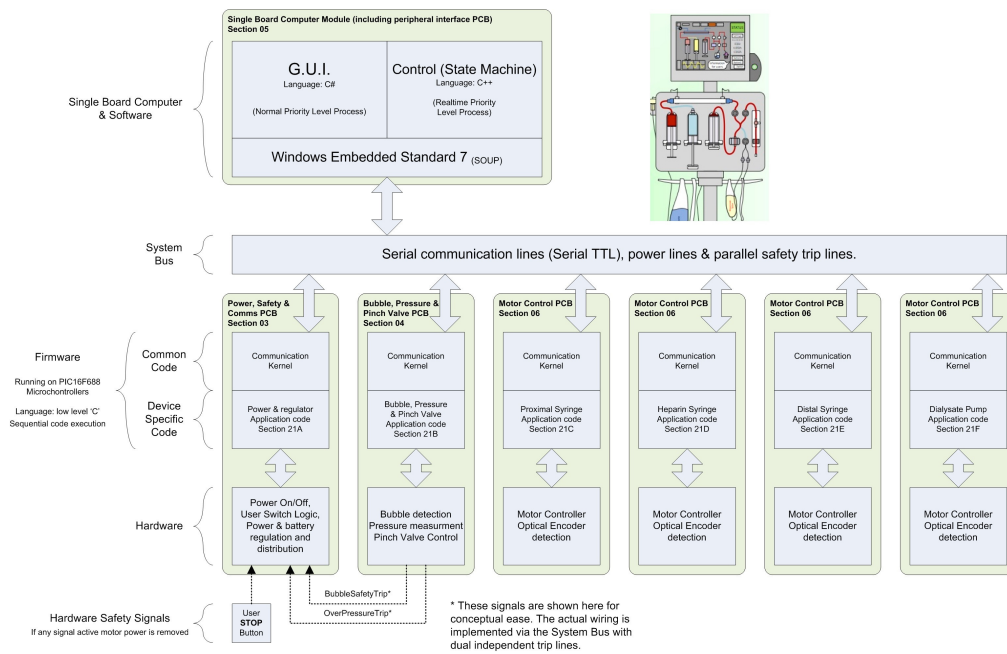 Single Board Computer Module (including peripheral interface PCB)
Section 05
G.U.I.
Language: C#
(Normal Priority Level Process)
Control (State Machine)
Language: C++
(Realtime Priority
Level Process)
Windows Embedded Standard 7 (SOUP)
Single Board Computer
& Software
System
Bus
Serial communication lines (Serial TTL), power lines & parallel safety trip lines.
Power, Safety &
Comms PCB
Section 03
Bubble, Pressure &
Pinch Valve PCB
Section 04
Motor Control PCB
Section 06
Motor Control PCB
Section 06
Motor Control PCB
Section 06
Motor Control PCB
Section 06
Firmware
Running on PIC16F688
Microchontrollers
Language: low level 'C'
Sequential code execution
Common
Code
Device
Specific
Code
Communication
Kernel
Communication
Kernel
Communication
Kernel
Communication
Kernel
Communication
Kernel
Communication
Kernel
Power & regulator
Application code
Section 21A
Bubble, Pressure
& Pinch Valve
Application code
Section 21B
Proximal Syringe
Application code
Section 21C
Heparin Syringe
Application code
Section 21D
Distal Syringe
Application code
Section 21E
Dialysate Pump
Application code
Section 21F
Hardware
Power On/Off,
User Switch Logic,
Power & battery
regulation and
distribution
Bubble detection
Pressure measurment
Pinch Valve Control
Motor Controller
Optical Encoder
detection
Motor Controller
Optical Encoder
detection
Motor Controller
Optical Encoder
detection
Motor Controller
Optical Encoder
detection
BubbleSafetyTrip*
OverPressureTrip*
Hardware Safety Signals
If any signal active motor power is removed
User
STOP
Button
* These signals are shown here for
conceptual ease. The actual wiring is
implemented via the System Bus with
dual independent trip lines.